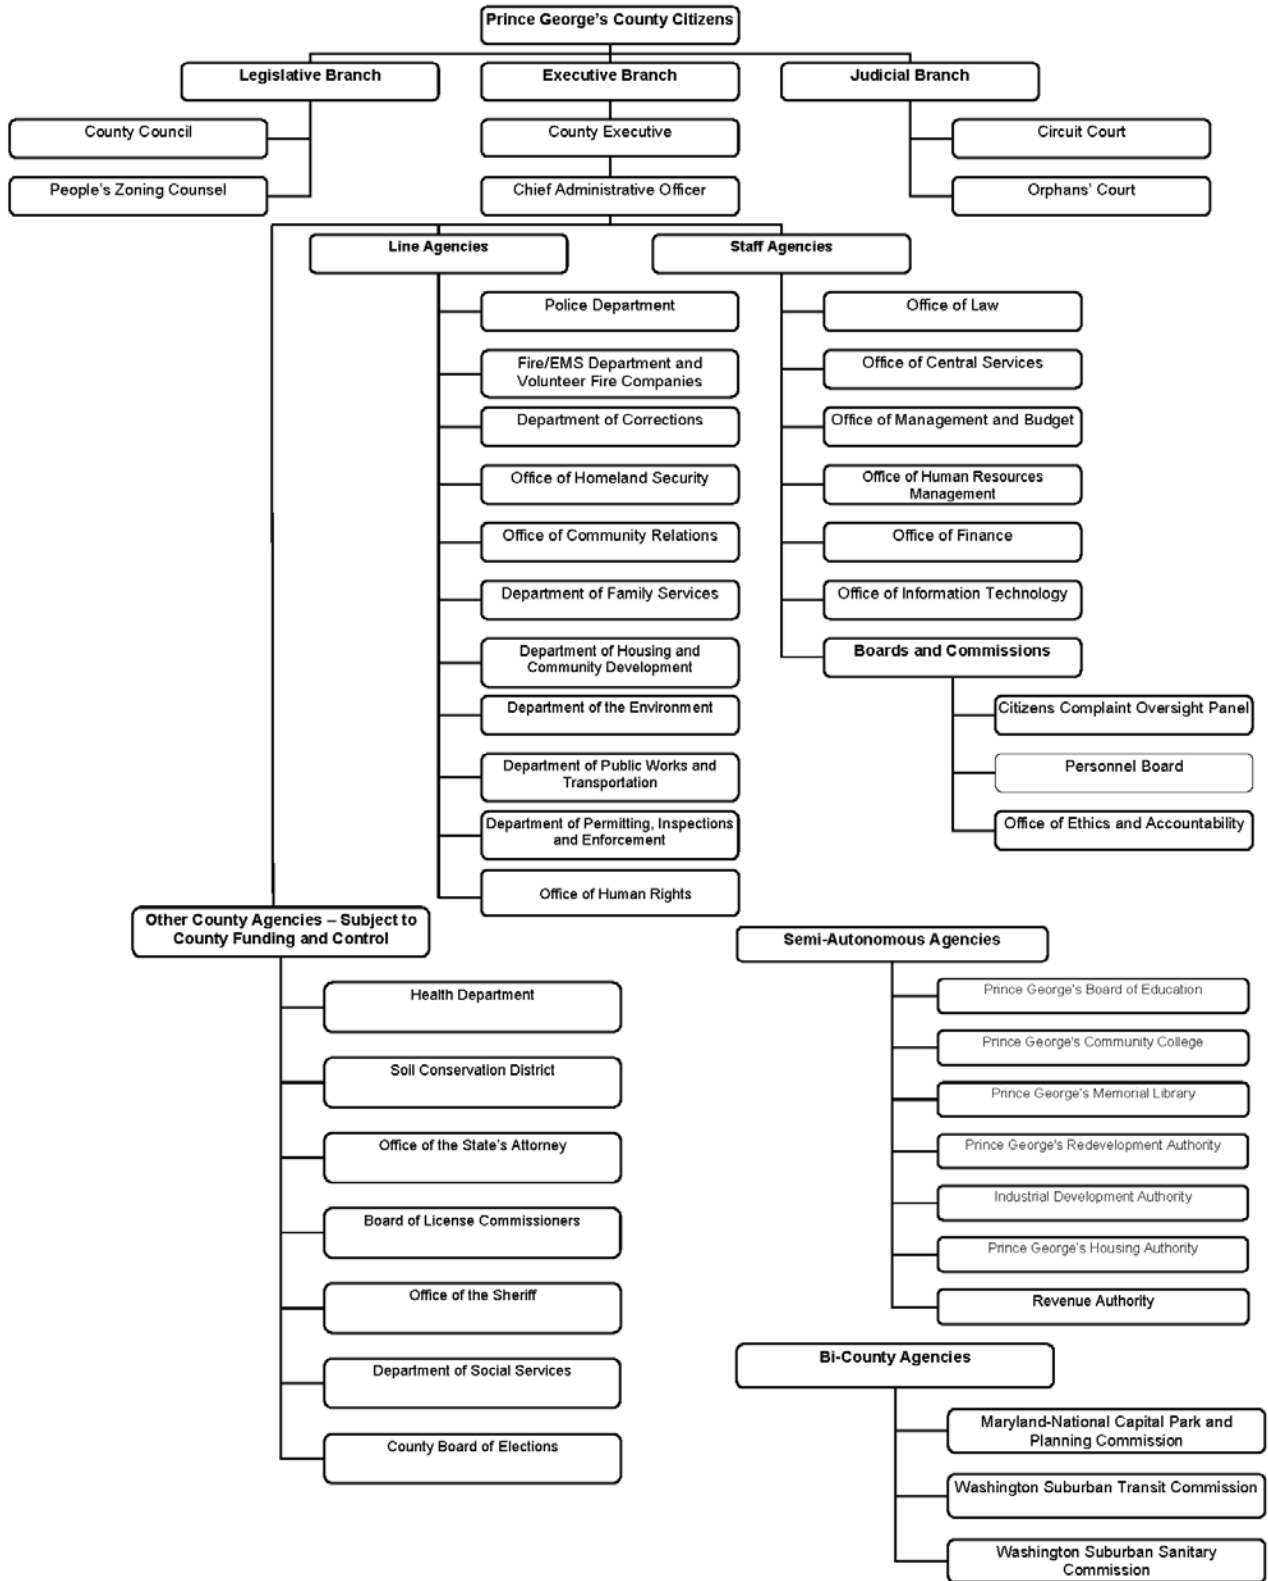 Prince George's County Citizens
Legislative Branch
Executive Branch
Judicial Branch
County Council
County Executive
Circuit Court
People's Zoning Counsel
Chief Administrative Officer
Orphans' Court
Line Agencies
Staff Agencies
Police Department
Fire/EMS Department and
Volunteer Fire Companies
Department of Corrections
Office of Homeland Security
Office of Community Relations
Department of Family Services
Department of Housing and
Community Development
Department of the Environment
Department of Public Works and
Transportation
Department of Permitting, Inspections
and Enforcement
Office of Human Rights
Office of Law
Office of Central Services
Office of Management and Budget
Office of Human Resources
Management
Office of Finance
Office of Information Technology
Boards and Commissions
Citizens Complaint Oversight Panel
Personnel Board
Office of Ethics and Accountability
Other County Agencies – Subject to
County Funding and Control
Health Department
Soil Conservation District
Office of the State's Attorney
Board of License Commissioners
Office of the Sheriff
Department of Social Services
County Board of Elections
Semi-Autonomous Agencies
Prince George's Board of Education
Prince George's Community College
Prince George's Memorial Library
Prince George's Redevelopment Authority
Industrial Development Authority
Prince George's Housing Authority
Revenue Authority
Bi-County Agencies
Maryland-National Capital Park and
Planning Commission
Washington Suburban Transit Commission
Washington Suburban Sanitary
Commission